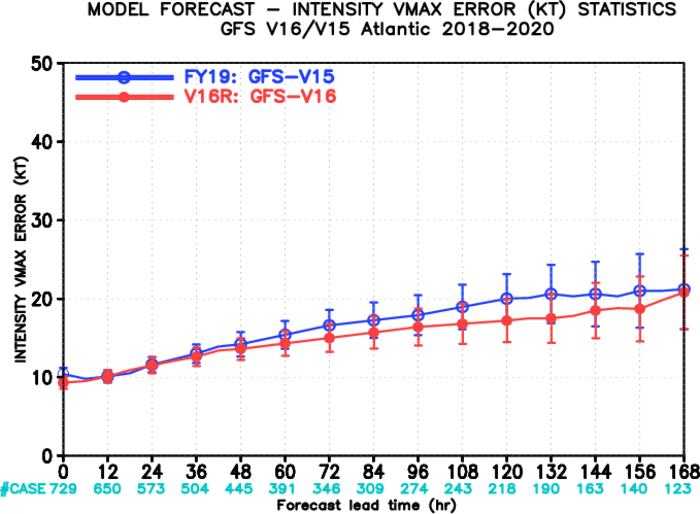 MODEL FORECAST – INTENSITY VMAX ERROR (KT) STATISTICS
GFS V16/V15 Atlantic 2018–2020
FY19: GFS–V15
V16R: GFS–V16
INTENSITY VMAX ERROR (KT)
50
40
30
20
10
0
0 12 24 36 48 60 72 84 96 108 120 132 144 156 168
#CASE 729 650 573 504 445 391 346 309 274 243 218 190 163 140 123
Forecast lead time (hr)